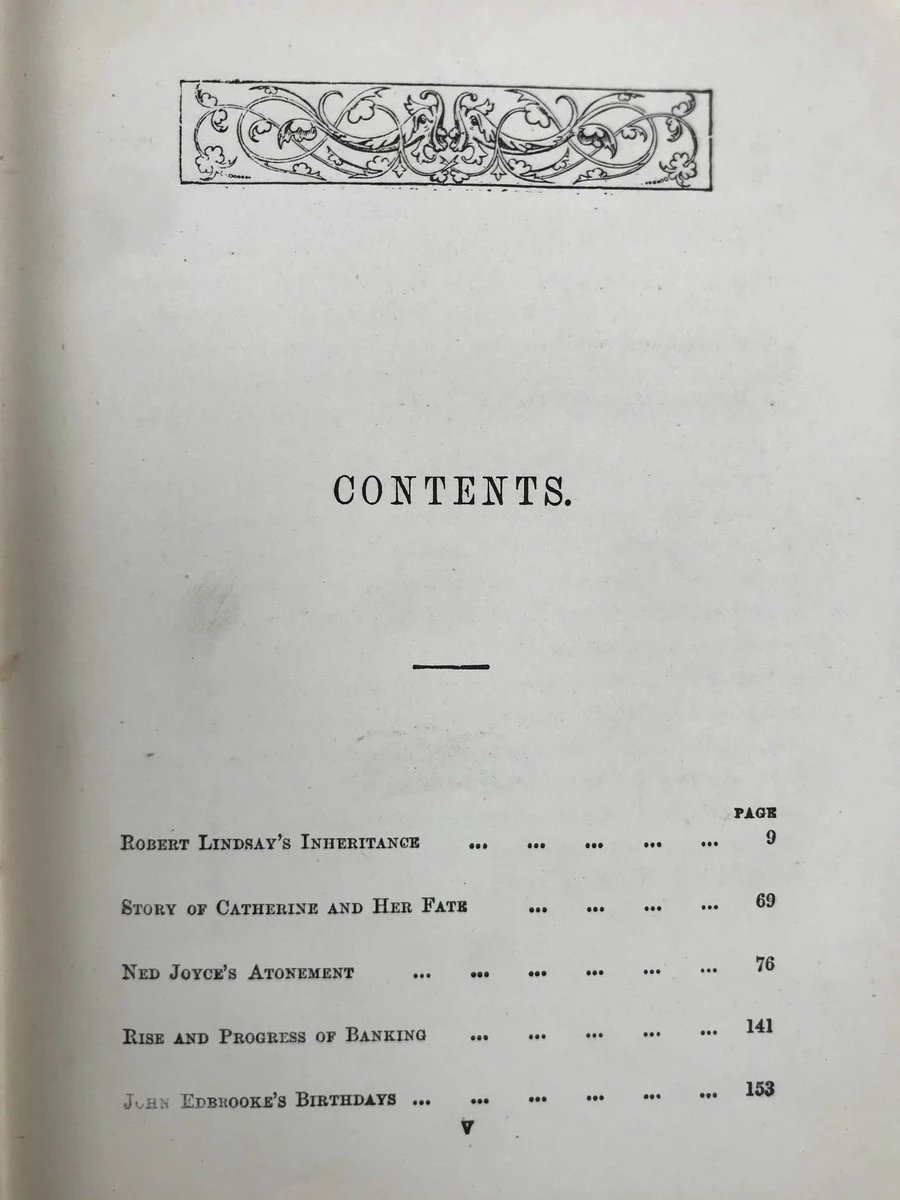 CONTENTS.
PAGE
ROBERT LINDSAY'S INHERITANCE ... ... ... ... ... 9
STORY OF CATHERINE AND HER FATE ... ... ... ... 69
NED JOYCE'S ATONEMENT ... ... ... ... ... ... 76
RISE AND PROGRESS OF BANKING ... ... ... ... ... 141
JOHN EDBROOKE'S BIRTHDAYS ... ... ... ... ... ... 153
V